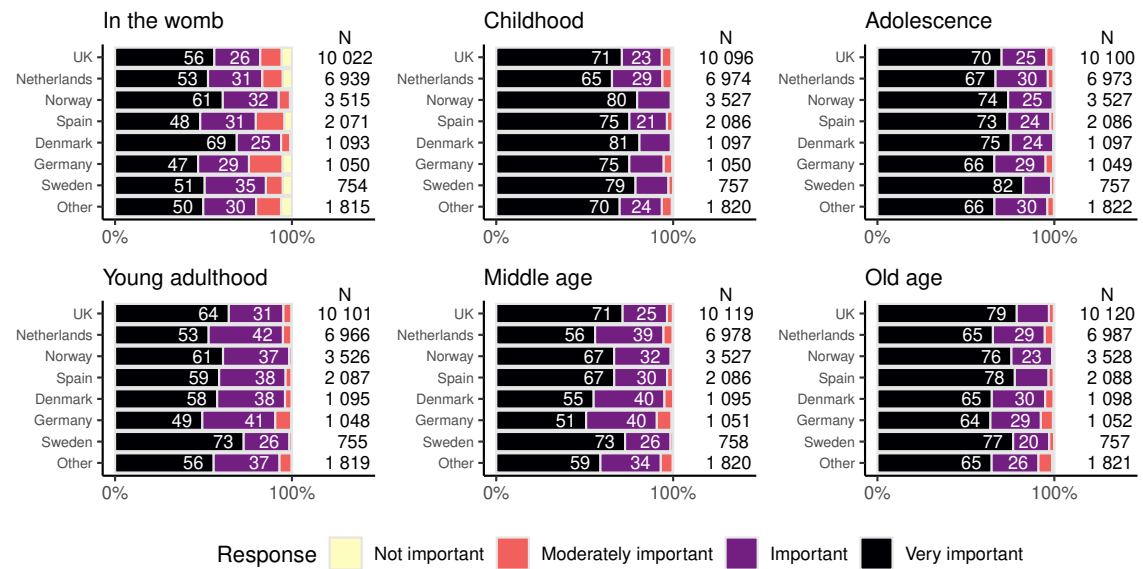 In the womb
N
UK 56 26 10 022
Netherlands 53 31 6 939
Norway 61 32 3 515
Spain 48 31 2 071
Denmark 69 25 1 093
Germany 47 29 1 050
Sweden 51 35 754
Other 50 30 1 815
0% 100%
Childhood
N
UK 71 23 10 096
Netherlands 65 29 6 974
Norway 80 3 527
Spain 75 21 2 086
Denmark 81 1 097
Germany 75 1 050
Sweden 79 757
Other 70 24 1 820
0% 100%
Adolescence
N
UK 70 25 10 100
Netherlands 67 30 6 973
Norway 74 25 3 527
Spain 73 24 2 086
Denmark 75 24 1 097
Germany 66 29 1 049
Sweden 82 757
Other 66 30 1 822
0% 100%
Young adulthood
N
UK 64 31 10 101
Netherlands 53 42 6 966
Norway 61 37 3 526
Spain 59 38 2 087
Denmark 58 38 1 095
Germany 49 41 1 048
Sweden 73 26 755
Other 56 37 1 819
0% 100%
Middle age
N
UK 71 25 10 119
Netherlands 56 39 6 978
Norway 67 32 3 527
Spain 67 30 2 086
Denmark 55 40 1 095
Germany 51 40 1 051
Sweden 73 26 758
Other 59 34 1 820
0% 100%
Old age
N
UK 79 10 120
Netherlands 65 29 6 987
Norway 76 23 3 528
Spain 78 2 088
Denmark 65 30 1 098
Germany 64 29 1 052
Sweden 77 20 757
Other 65 26 1 821
0% 100%
Response Not important Moderately important Important Very important